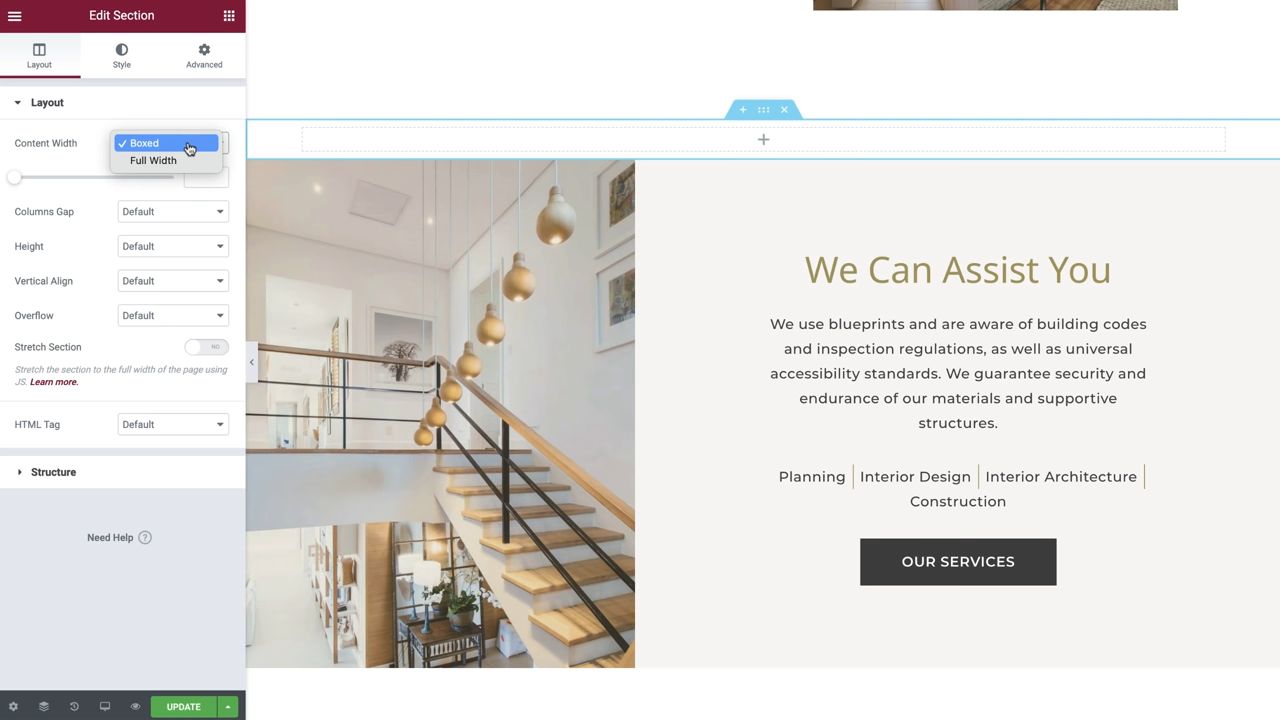 Edit Section
Layout
Style
Advanced
Layout
Content Width
✓ Boxed
Full Width
Columns Gap
Default
Height
Default
Vertical Align
Default
Overflow
Default
Stretch Section
NO
Stretch the section to the full width of the page using
JS. Learn more.
HTML Tag
Default
Structure
Need Help ?
UPDATE
We Can Assist You
We use blueprints and are aware of building codes
and inspection regulations, as well as universal
accessibility standards. We guarantee security and
endurance of our materials and supportive
structures.
Planning | Interior Design | Interior Architecture |
Construction
OUR SERVICES